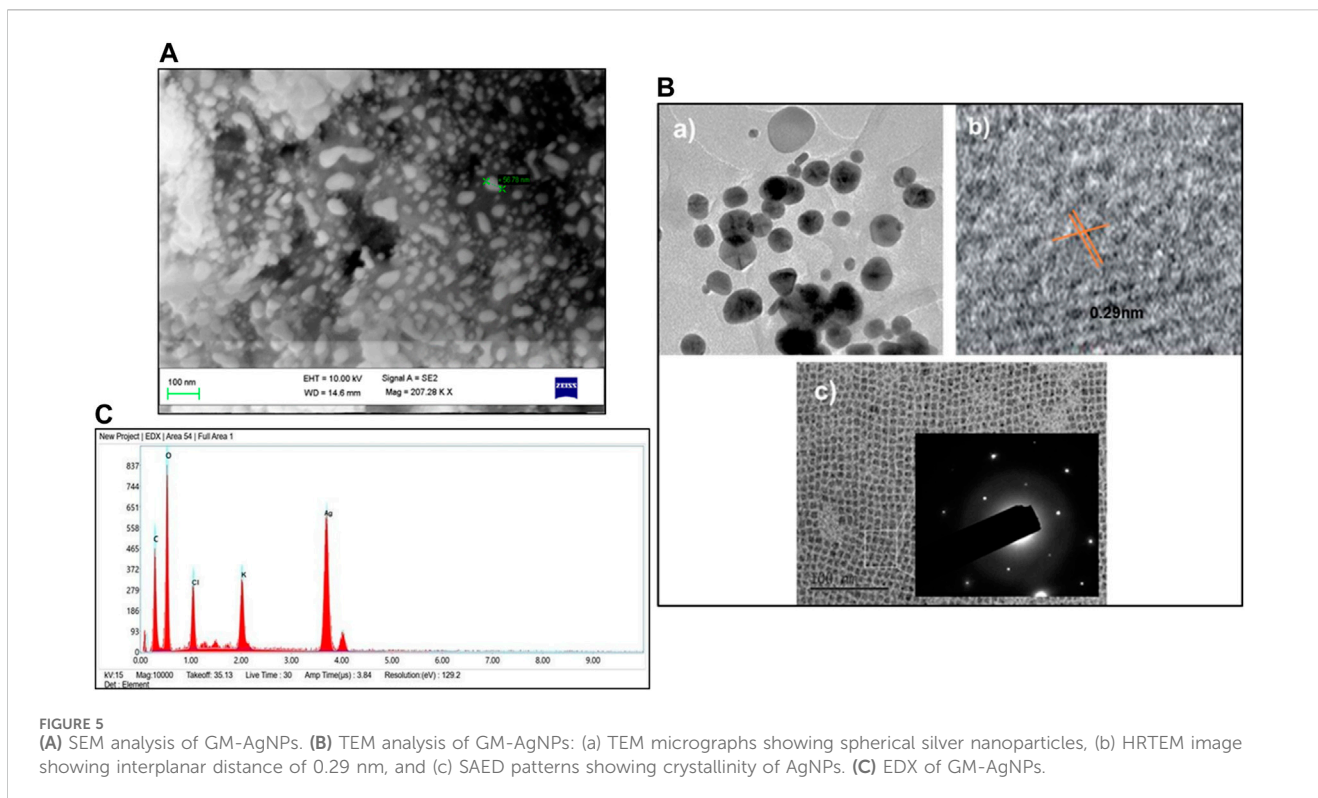 A
= 56.78 nm
100 nm
EHT = 10.00 kV
Signal A = SE2
WD = 14.6 mm
Mag = 207.28 K X
ZEISS
B
a)
b)
0.29nm
c)
100 nm
C
New Project | EDX | Area 54 | Full Area 1
837
744
651
558
465
372
279
186
93
0
C
O
Cl
K
Ag
0.00 1.00 2.00 3.00 4.00 5.00 6.00 7.00 8.00 9.00
kV:15 Mag:10000 Takeoff: 35.13 Live Time : 30 Amp Time(µs) : 3.84 Resolution:(eV) : 129.2
Det : Element
FIGURE 5
(A) SEM analysis of GM-AgNPs. (B) TEM analysis of GM-AgNPs: (a) TEM micrographs showing spherical silver nanoparticles, (b) HRTEM image
showing interplanar distance of 0.29 nm, and (c) SAED patterns showing crystallinity of AgNPs. (C) EDX of GM-AgNPs.